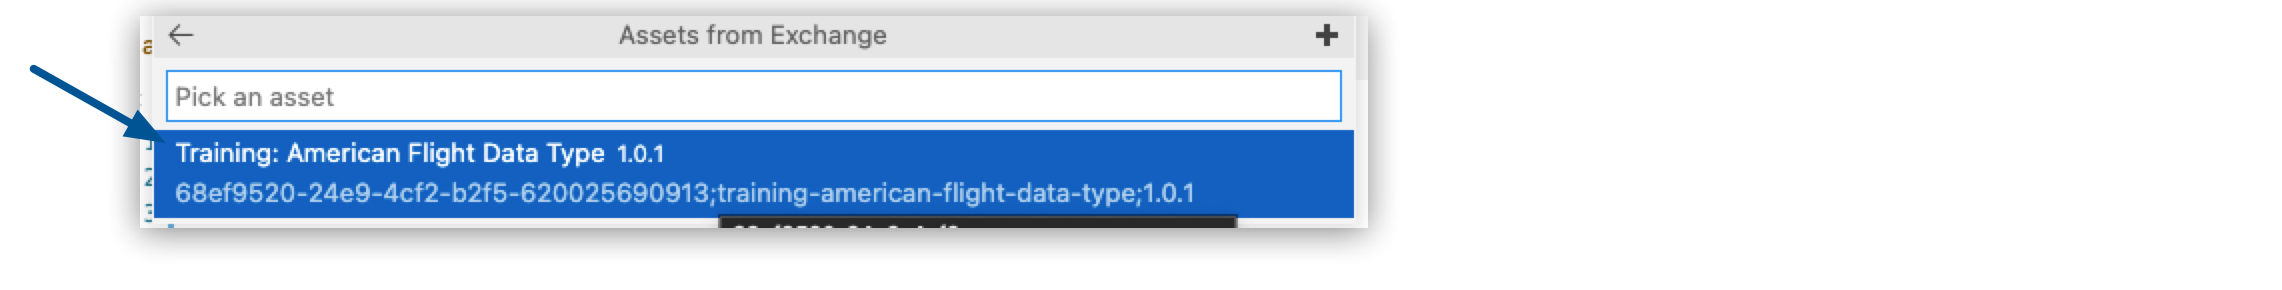 Assets from Exchange
Pick an asset
Training: American Flight Data Type 1.0.1
68ef9520-24e9-4cf2-b2f5-620025690913;training-american-flight-data-type;1.0.1